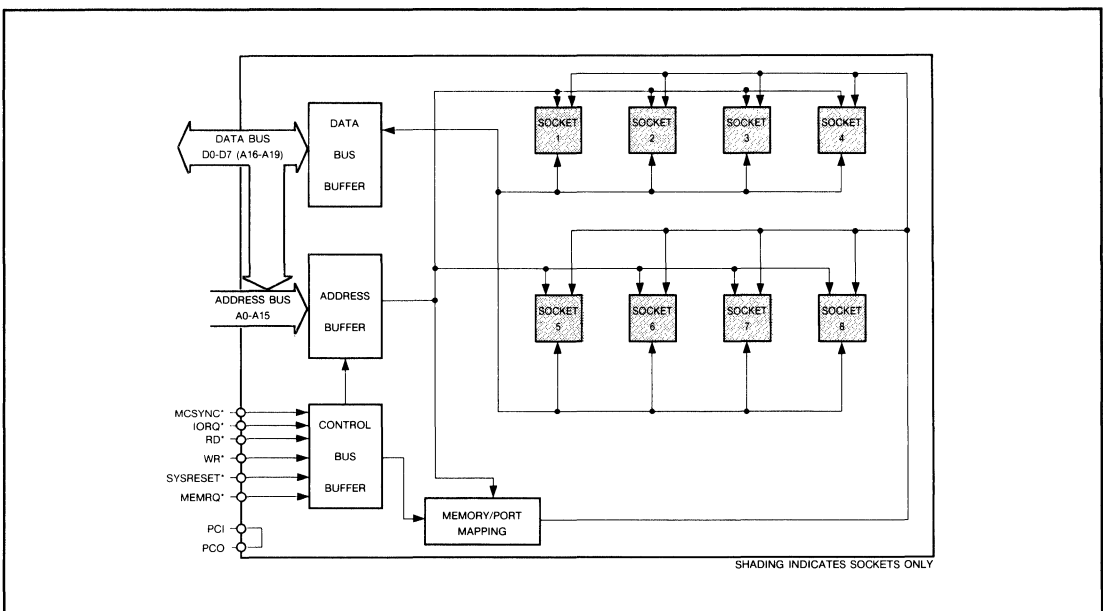 DATA BUS
D0-D7 (A16-A19)
DATA
BUS
BUFFER
SOCKET
1
SOCKET
2
SOCKET
3
SOCKET
4
ADDRESS BUS
A0-A15
ADDRESS
BUFFER
SOCKET
5
SOCKET
6
SOCKET
7
SOCKET
8
MCSYNC*
IORQ*
RD*
WR*
SYSRESET*
MEMRQ*
PCI
PCO
CONTROL
BUS
BUFFER
MEMORY/PORT
MAPPING
SHADING INDICATES SOCKETS ONLY